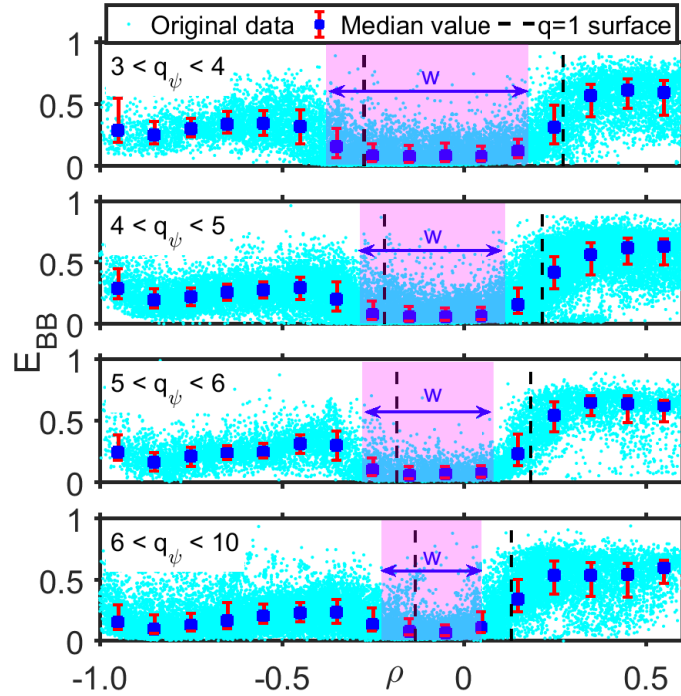 Original data Median value q=1 surface
3 < qψ < 4
w
1
0.5
0
4 < qψ < 5
w
1
0.5
0
EBB
5 < qψ < 6
w
1
0.5
0
6 < qψ < 10
w
1
0.5
0
-1.0 -0.5 ρ 0 0.5